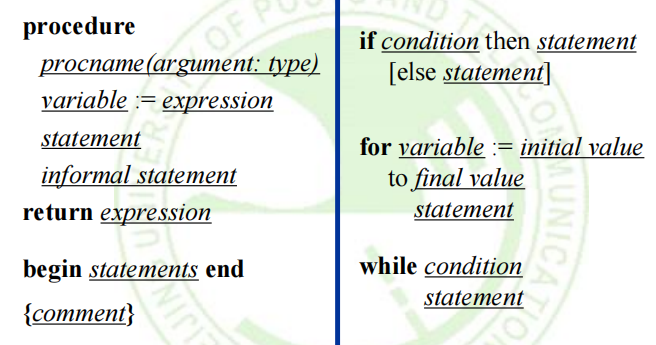 procedure
procname(argument: type)
variable := expression
statement
informal statement
return expression
begin statements end
{comment}
if condition then statement
[else statement]
for variable := initial value
to final value
statement
while condition
statement